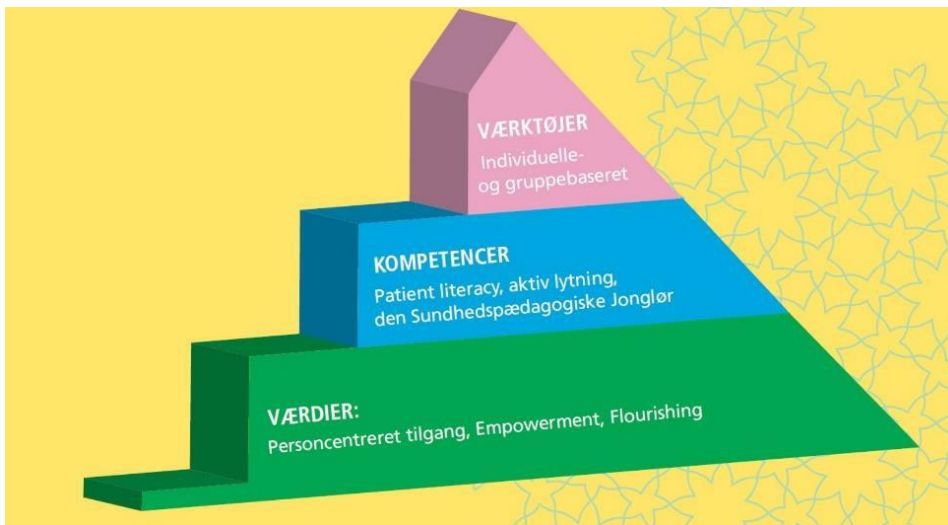 VÆRKTØJER
Individuelle-
og gruppebaseret
KOMPETENCER
Patient literacy, aktiv lytning,
den Sundhedspædagogiske Jonglør
VÆRDIER:
Personcentreret tilgang, Empowerment, Flourishing